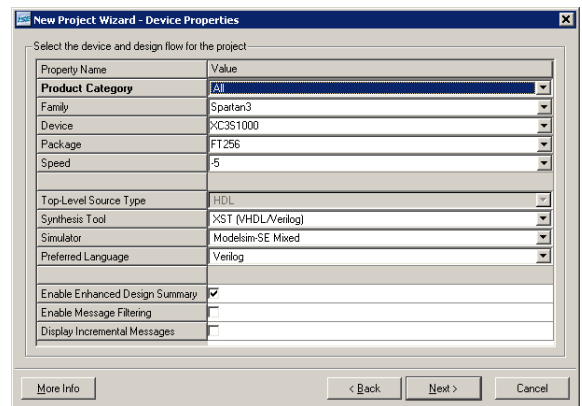 New Project Wizard - Device Properties
Select the device and design flow for the project
Property Name Value
Product Category All
Family Spartan3
Device XC3S1000
Package FT256
Speed -5
Top-Level Source Type HDL
Synthesis Tool XST (VHDL/Verilog)
Simulator Modelsim-SE Mixed
Preferred Language Verilog
Enable Enhanced Design Summary
Enable Message Filtering
Display Incremental Messages
More Info < Back Next > Cancel